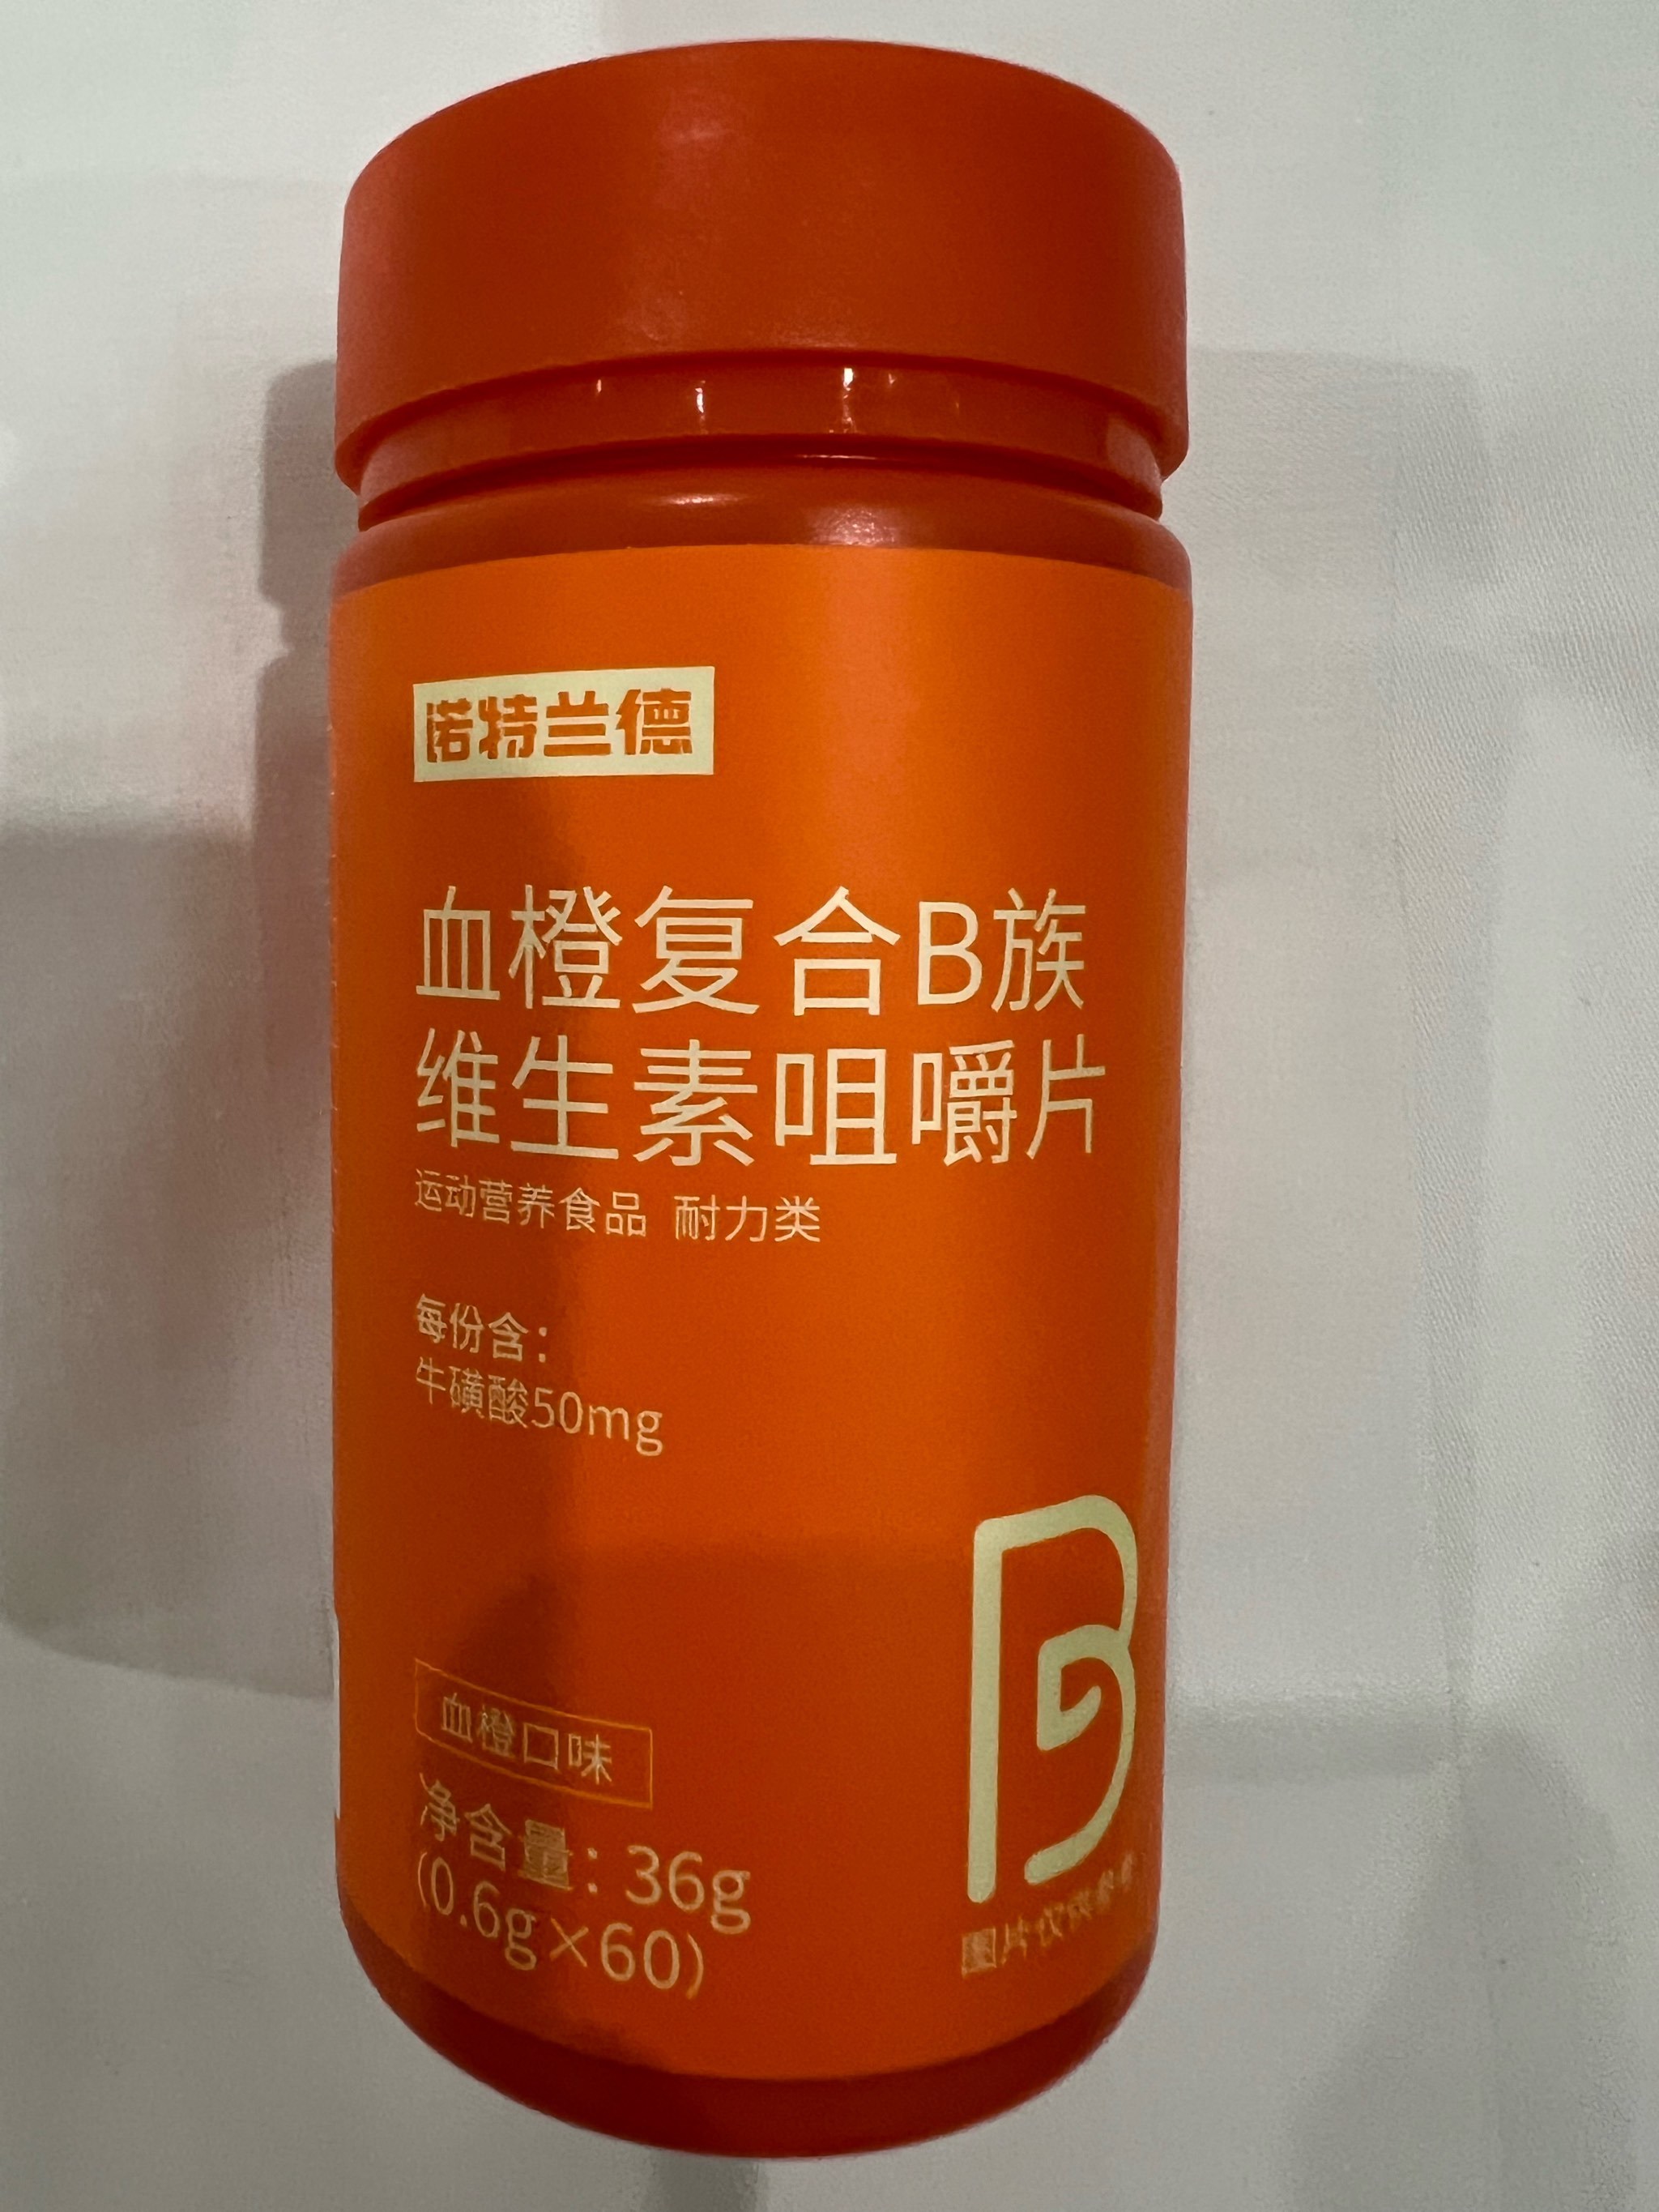 诺特兰德
血橙复合B族
维生素咀嚼片
运动营养食品 耐力类
每份含：
牛磺酸50mg
血橙口味
净含量：36g
(0.6g×60)
B
图片仅供参考